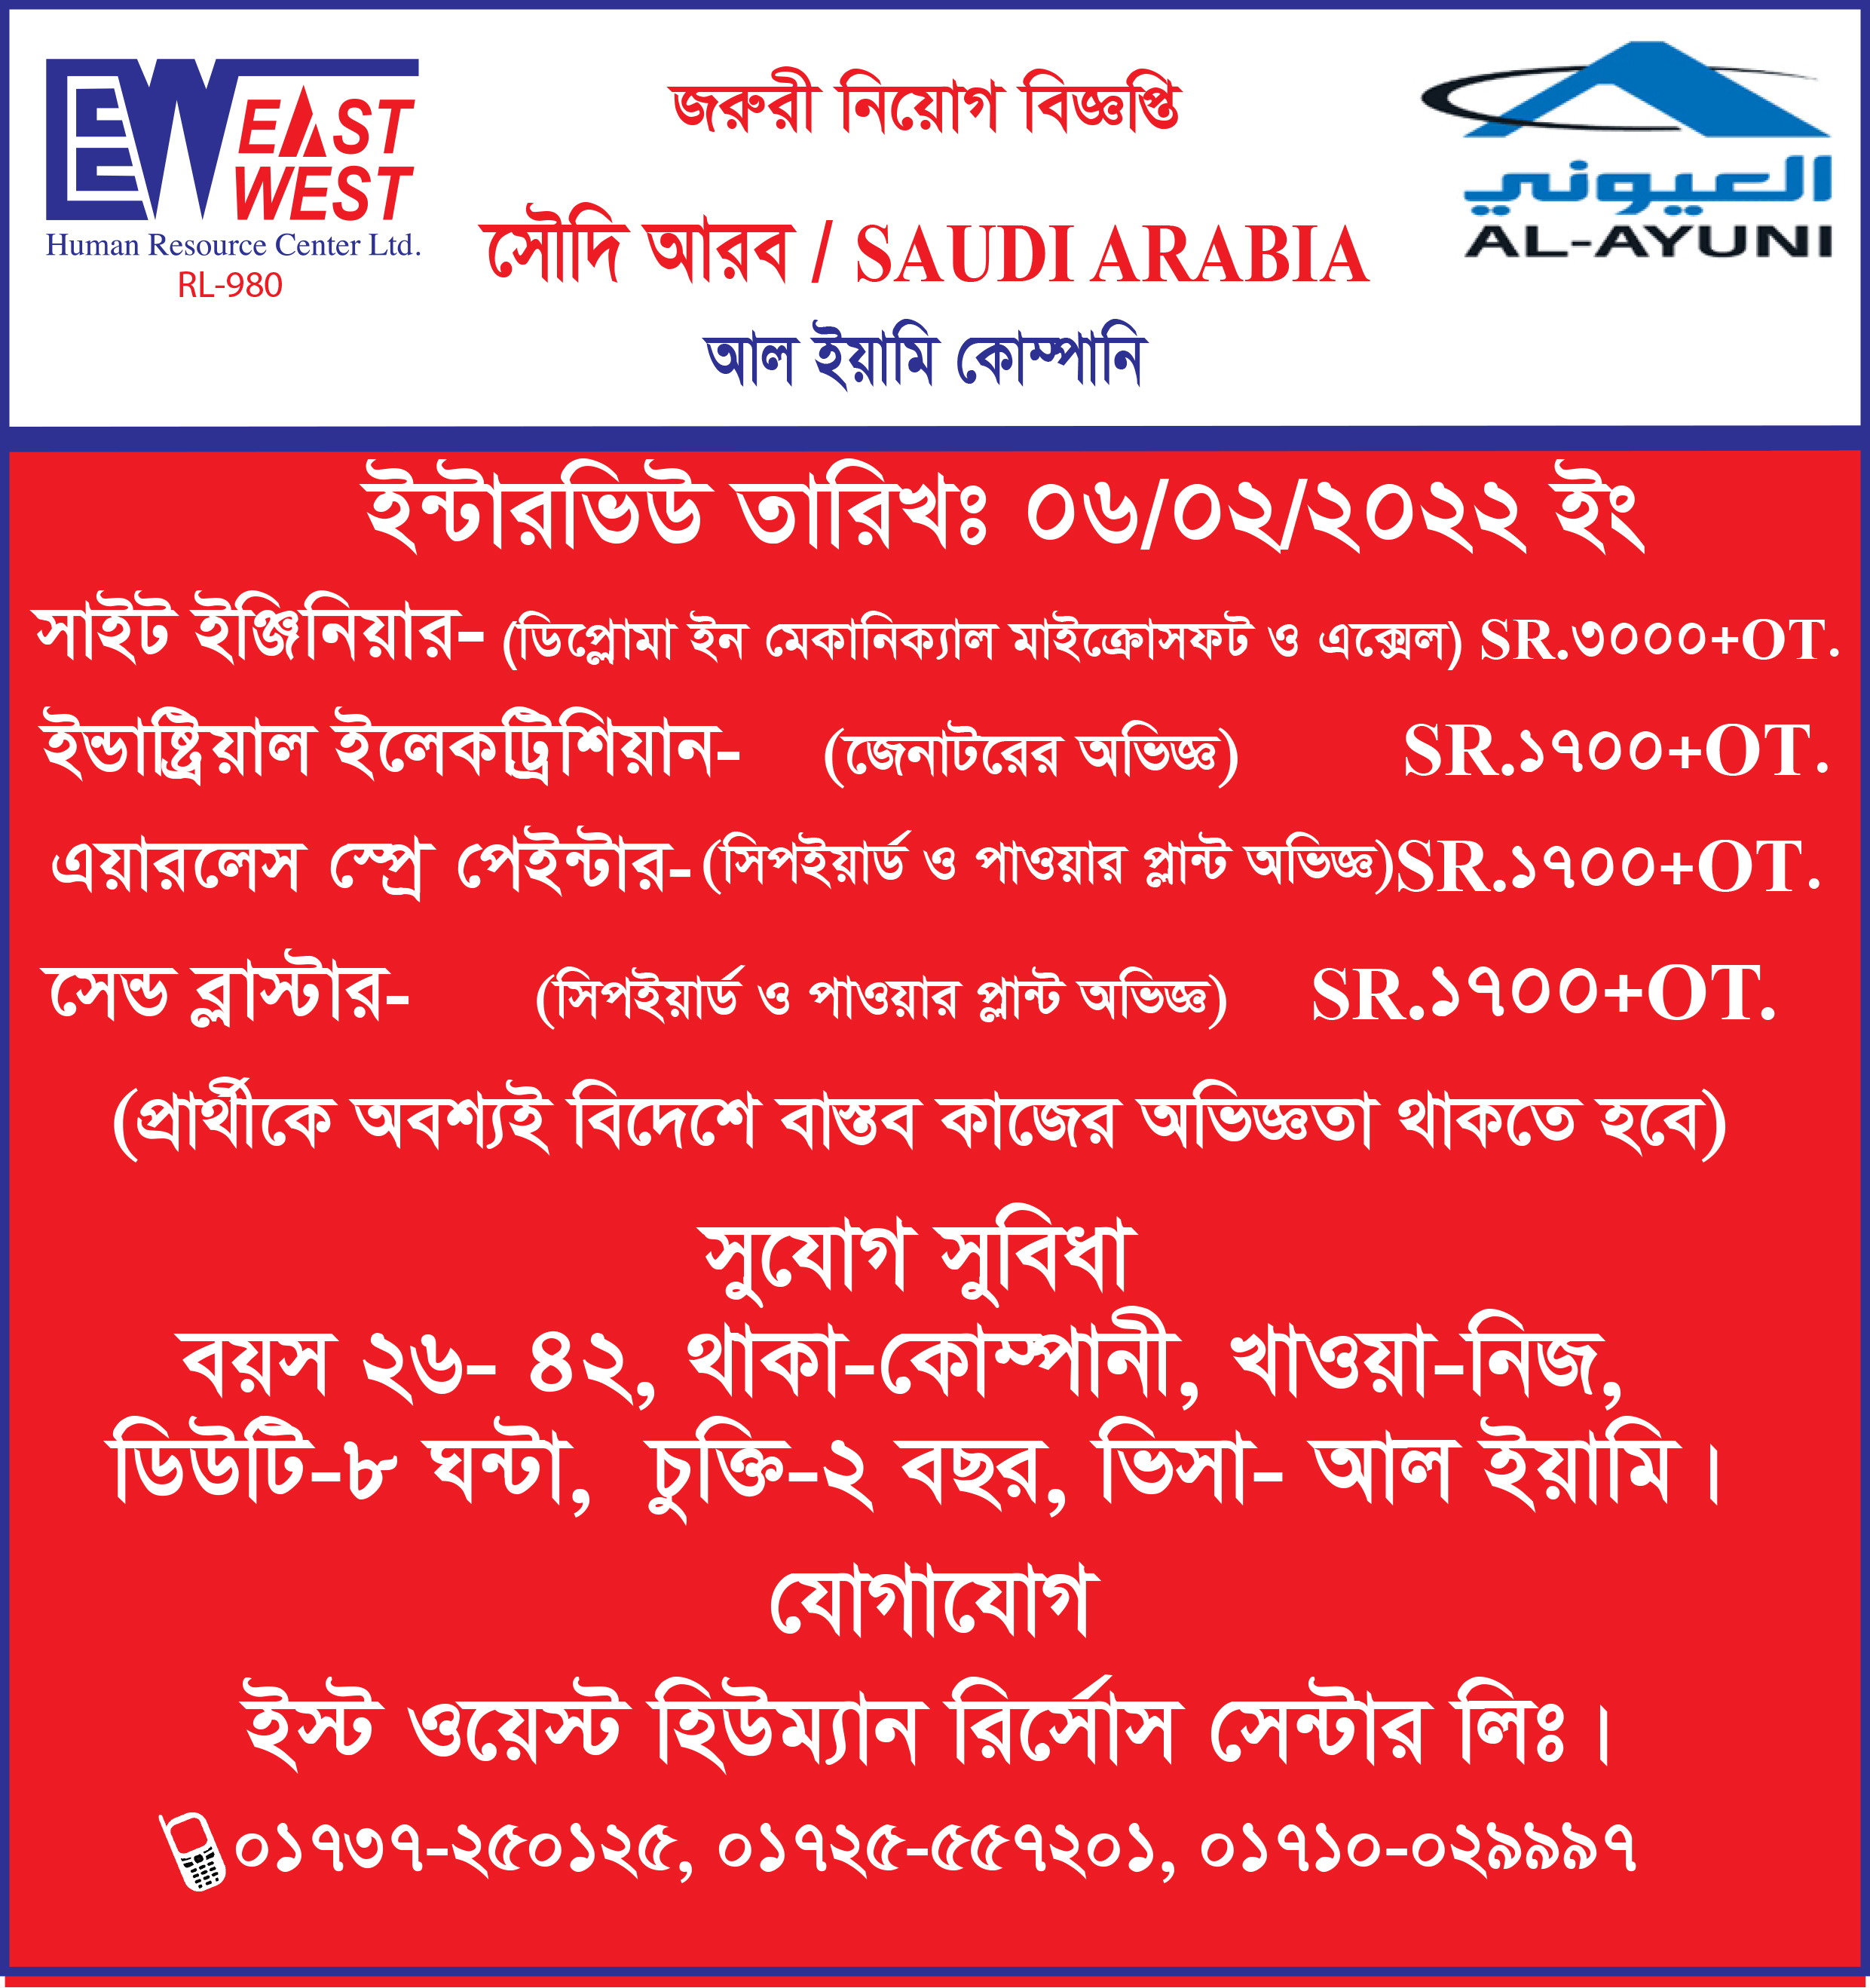 EAST
WEST
Human Resource Center Ltd.
RL-980
জরুরী নিয়োগ বিজ্ঞপ্তি
সৌদি আরব / SAUDI ARABIA
আল ইয়ামি কোম্পানি
العيوني
AL-AYUNI
ইন্টারভিউ তারিখঃ ০৬/০২/২০২২ ইং
সাইট ইঞ্জিনিয়ার- (ডিপ্লোমা ইন মেকানিক্যাল মাইক্রোসফট ও এক্সেল) SR.৩০০০+OT.
ইন্ডাষ্ট্রিয়াল ইলেকট্রিশিয়ান- (জেনাটরের অভিজ্ঞ) SR.১৭০০+OT.
এয়ারলেস স্প্রে পেইন্টার-(সিপইয়ার্ড ও পাওয়ার প্লান্ট অভিজ্ঞ)SR.১৭০০+OT.
সেন্ড ব্লাস্টার- (সিপইয়ার্ড ও পাওয়ার প্লান্ট অভিজ্ঞ) SR.১৭০০+OT.
(প্রার্থীকে অবশ্যই বিদেশে বাস্তব কাজের অভিজ্ঞতা থাকতে হবে)
সুযোগ সুবিধা
বয়স ২৬- ৪২, থাকা-কোম্পানী, খাওয়া-নিজ,
ডিউটি-৮ ঘন্টা, চুক্তি-২ বছর, ভিসা- আল ইয়ামি।
যোগাযোগ
ইস্ট ওয়েস্ট হিউম্যান রির্সোস সেন্টার লিঃ।
০১৭৩৭-২৫০১২৫, ০১৭২৫-৫৫৭২০১, ০১৭১০-০২৯৯৯৭